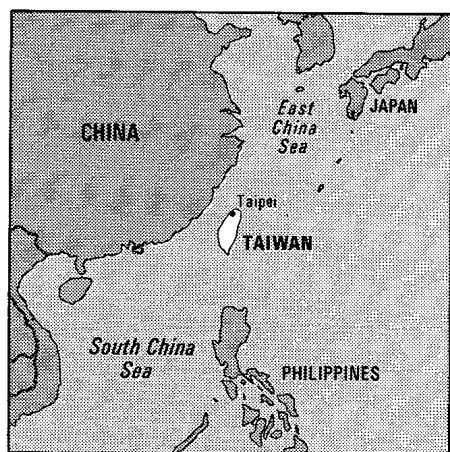 East
China
Sea
JAPAN
CHINA
Taipei
TAIWAN
South China
Sea
PHILIPPINES